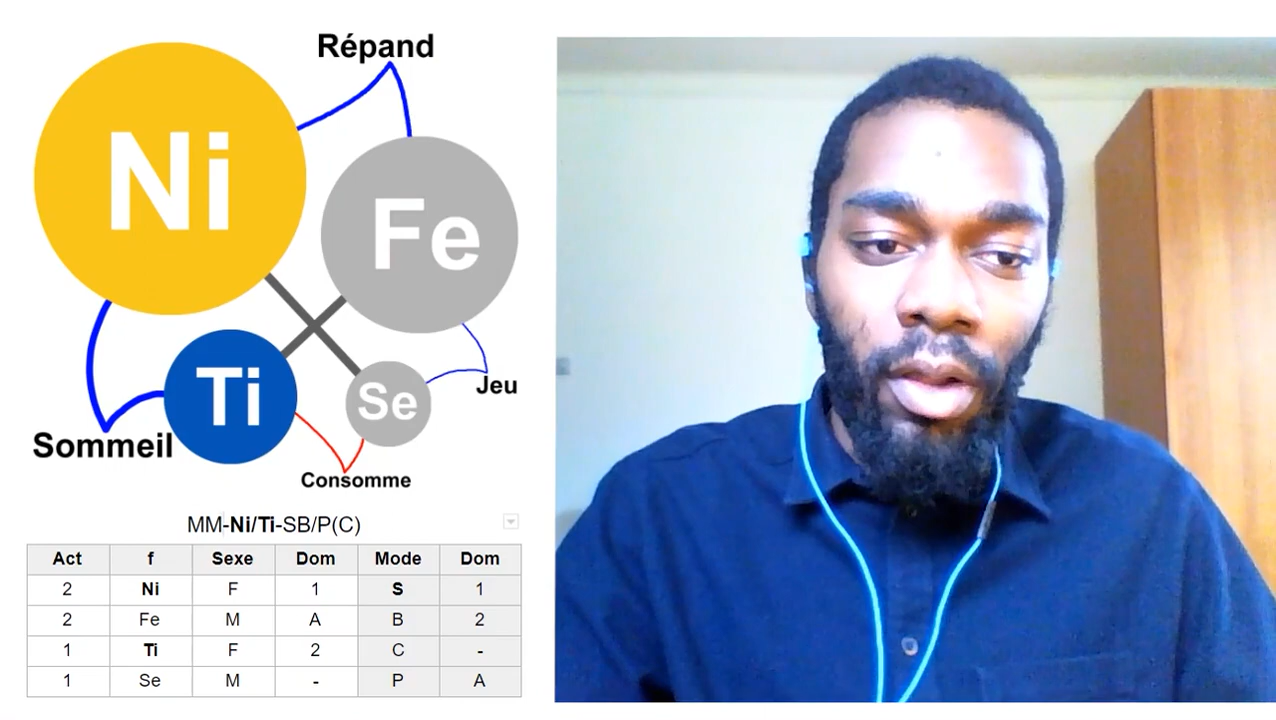 Répand
Ni
Fe
Ti
Se
Jeu
Sommeil
Consomme
MM-Ni/Ti-SB/P(C)
Act f Sexe Dom Mode Dom
2 Ni F 1 S 1
2 Fe M A B 2
1 Ti F 2 C -
1 Se M - P A